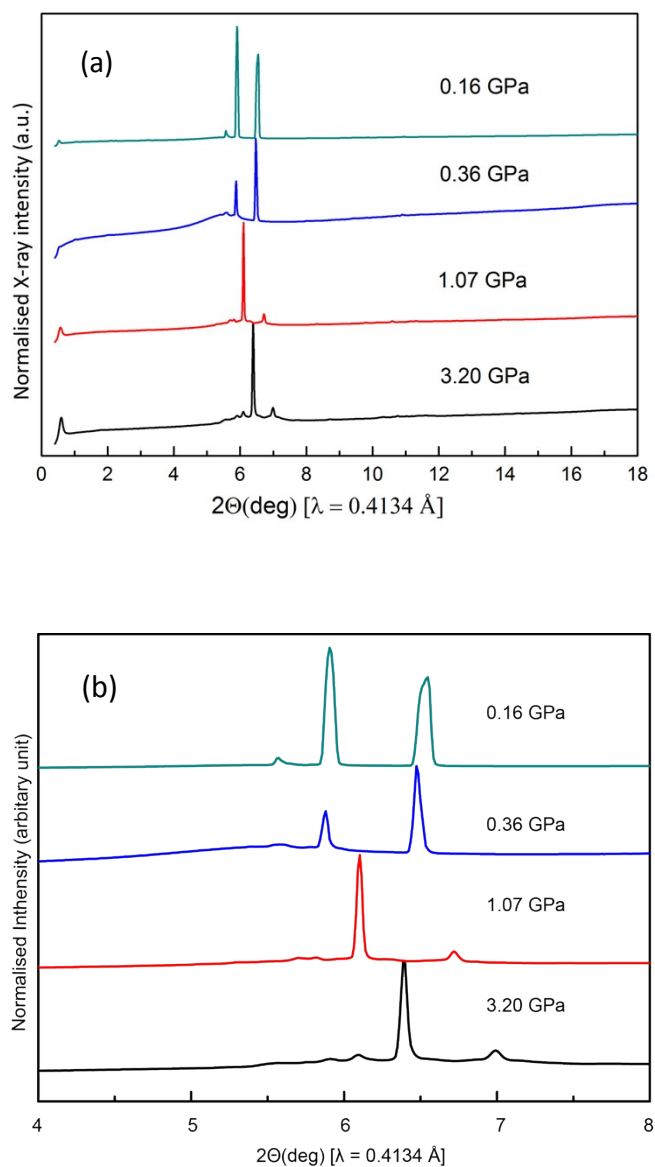 (a)
0.16 GPa
0.36 GPa
1.07 GPa
3.20 GPa
Normalised X-ray intensity (a.u.)
0 2 4 6 8 10 12 14 16 18
2Θ(deg) [λ = 0.4134 Å]
(b)
0.16 GPa
0.36 GPa
1.07 GPa
3.20 GPa
Normalised Inthensity (arbitary unit)
4 5 6 7 8
2Θ(deg) [λ = 0.4134 Å]